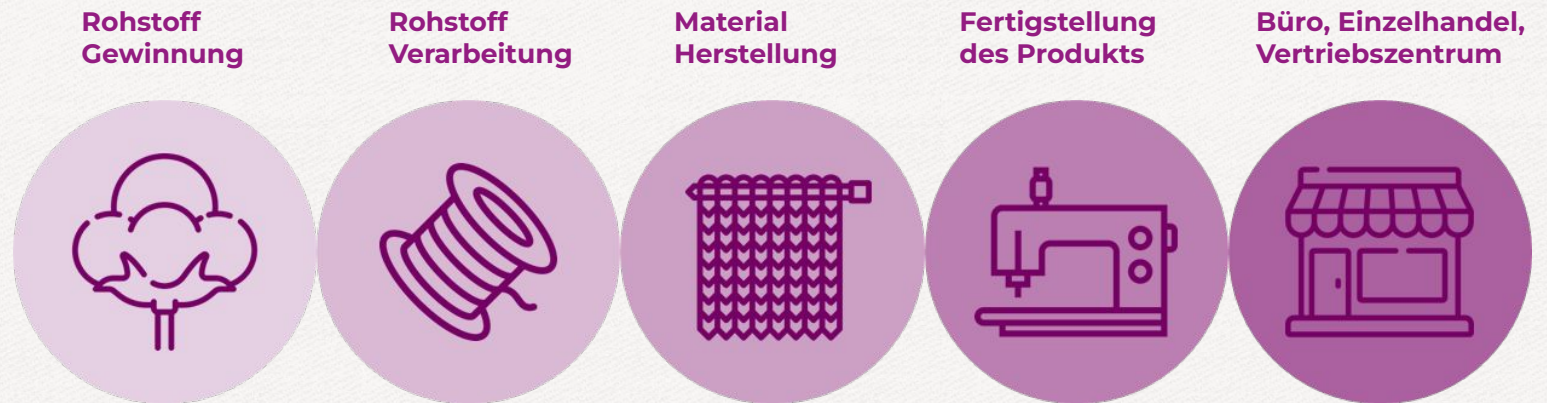 Rohstoff
Gewinnung
Rohstoff
Verarbeitung
Material
Herstellung
Fertigstellung
des Produkts
Büro, Einzelhandel,
Vertriebszentrum